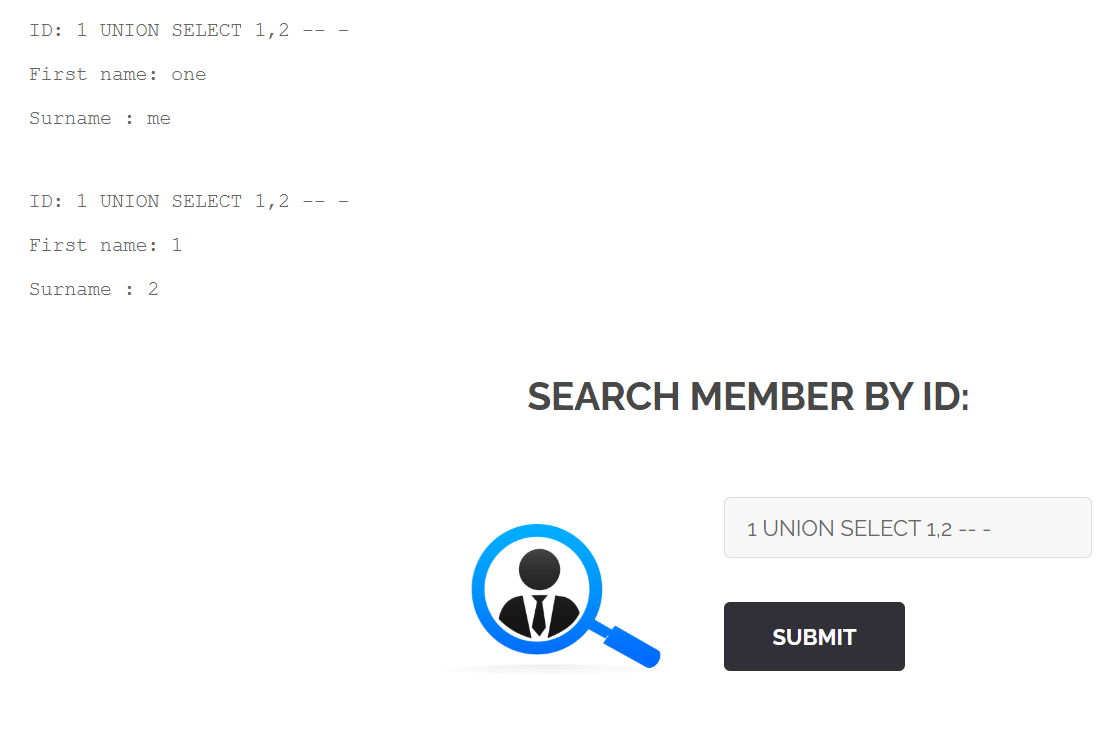 ID: 1 UNION SELECT 1,2 -- -
First name: one
Surname : me
ID: 1 UNION SELECT 1,2 -- -
First name: 1
Surname : 2
SEARCH MEMBER BY ID:
1 UNION SELECT 1,2 -- -
SUBMIT